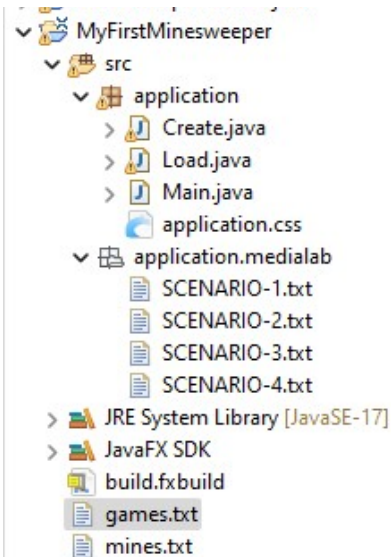 MyFirstMinesweeper
src
application
Create.java
Load.java
Main.java
application.css
application.medialab
SCENARIO-1.txt
SCENARIO-2.txt
SCENARIO-3.txt
SCENARIO-4.txt
JRE System Library [JavaSE-17]
JavaFX SDK
build.fxbuild
games.txt
mines.txt